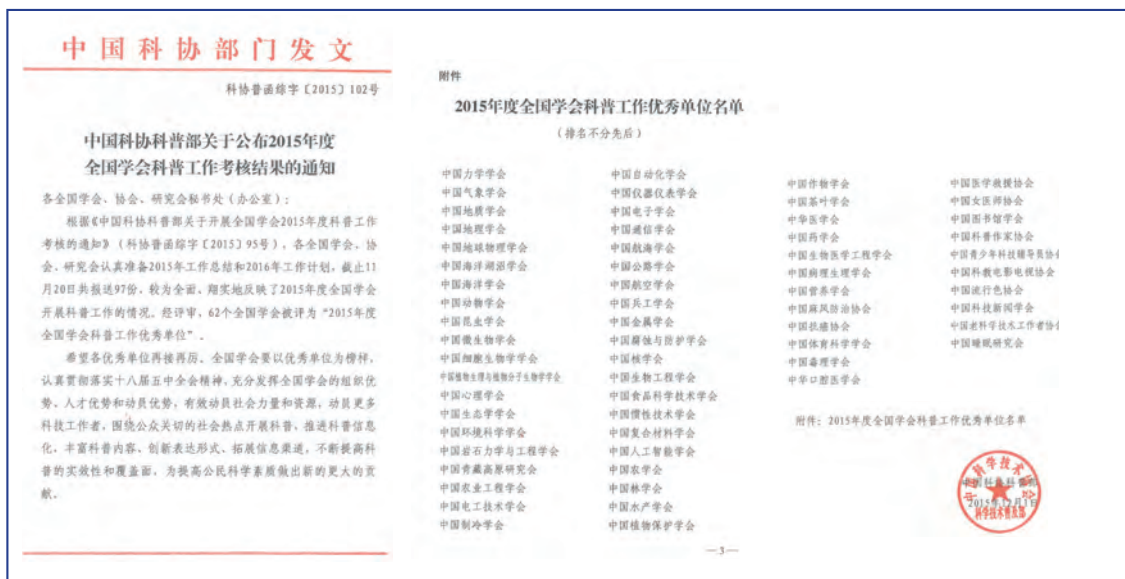 中国科协部门发文
科协普函综字〔2015〕102号
中国科协科普部关于公布2015年度
全国学会科普工作考核结果的通知
各全国学会、协会、研究会秘书处（办公室）：
根据《中国科协科普部关于开展全国学会2015年度科普工作
考核的通知》（科协普函综字〔2015〕95号），各全国学会、协
会、研究会认真准备2015年工作总结和2016年工作计划，截止11
月20日共报送97份，较为全面、翔实地反映了2015年度全国学会
开展科普工作的情况。经评审，62个全国学会被评为“2015年度
全国学会科普工作优秀单位”。
希望各优秀单位再接再历。全国学会要以优秀单位为榜样，
认真贯彻落实十八届五中全会精神，充分发挥全国学会的组织优
势、人才优势和动员优势，有效动员社会力量和资源，动员更多
科技工作者，围绕公众关切的社会热点开展科普，推进科普信息
化，丰富科普内容、创新表达形式、拓展信息渠道，不断提高科
普的实效性和覆盖面，为提高公民科学素质做出新的更大的贡
献。
附件
2015年度全国学会科普工作优秀单位名单
（排名不分先后）
中国力学学会
中国气象学会
中国地质学会
中国地理学会
中国地球物理学会
中国海洋湖沼学会
中国海洋学会
中国动物学会
中国昆虫学会
中国微生物学会
中国细胞生物学学会
中国植物生理与植物分子生物学学会
中国心理学会
中国生态学学会
中国环境科学学会
中国岩石力学与工程学会
中国青藏高原研究会
中国农业工程学会
中国电工技术学会
中国制冷学会
中国自动化学会
中国仪器仪表学会
中国电子学会
中国通信学会
中国航海学会
中国公路学会
中国航空学会
中国兵工学会
中国金属学会
中国腐蚀与防护学会
中国核学会
中国生物工程学会
中国食品科学技术学会
中国惯性技术学会
中国复合材料学会
中国人工智能学会
中国农学会
中国林学会
中国水产学会
中国植物保护学会
—3—
中国作物学会
中国茶叶学会
中华医学会
中国药学会
中国生物医学工程学会
中国病理生理学会
中国营养学会
中国麻风防治协会
中国抗癌协会
中国体育科学学会
中国毒理学会
中华口腔医学会
中国医学救援协会
中国女医师协会
中国图书馆学会
中国科普作家协会
中国青少年科技辅导员协会
中国科教电影电视协会
中国流行色协会
中国科技新闻学会
中国老科学技术工作者协会
中国睡眠研究会
附件：2015年度全国学会科普工作优秀单位名单
中国科学技术协会
中国科协科普部
2015年12月1日
科学技术普及部